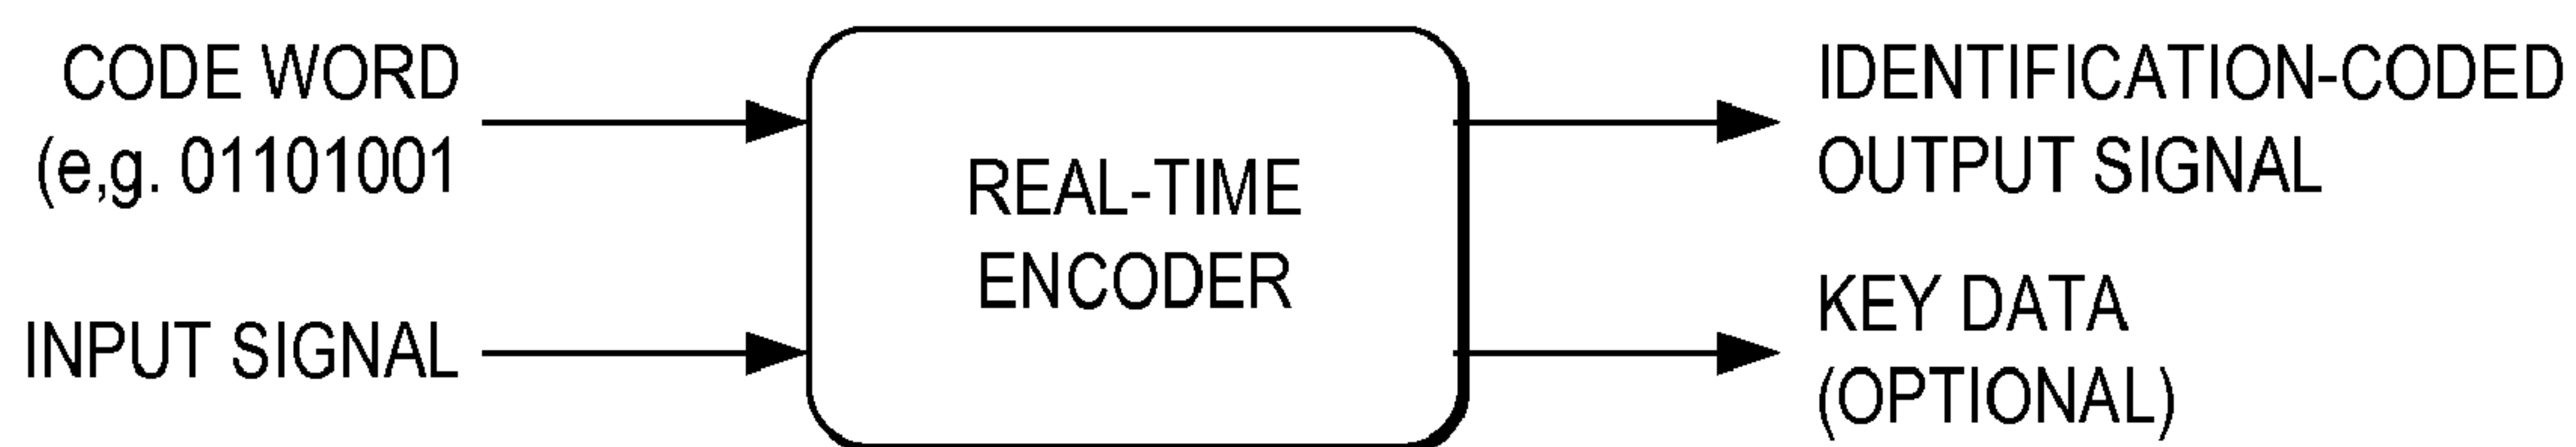 CODE WORD
(e,g. 01101001
INPUT SIGNAL
REAL-TIME
ENCODER
IDENTIFICATION-CODED
OUTPUT SIGNAL
KEY DATA
(OPTIONAL)